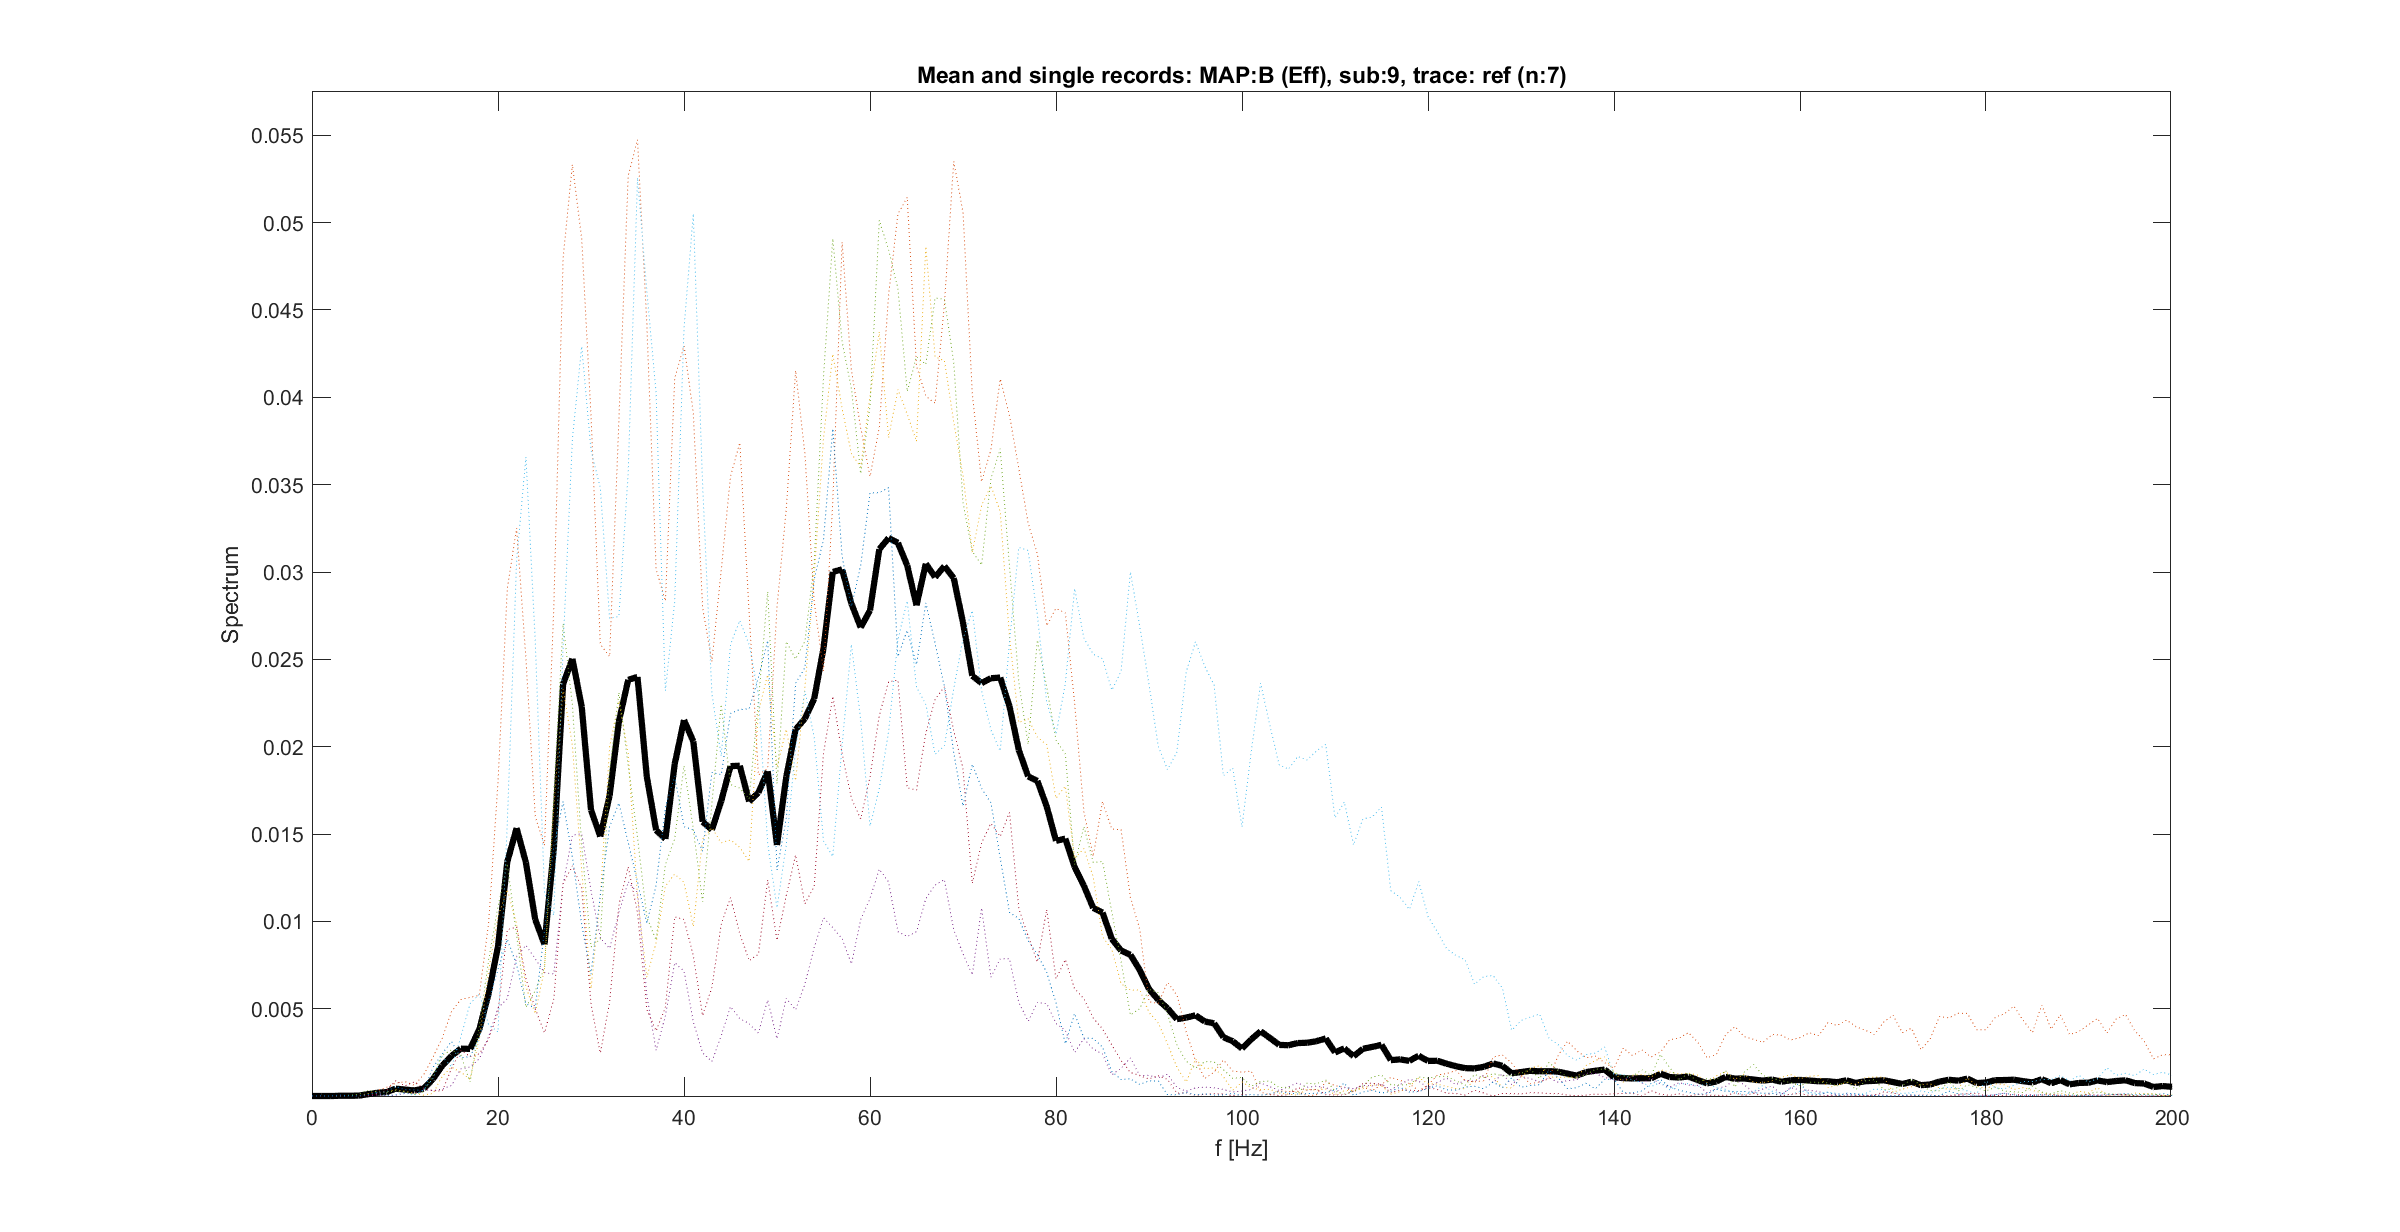 Mean and single records: MAP:B (Eff), sub:9, trace: ref (n:7)
0.055
0.05
0.045
0.04
0.035
0.03
0.025
0.02
0.015
0.01
0.005
Spectrum
0 20 40 60 80 100 120 140 160 180 200
f [Hz]